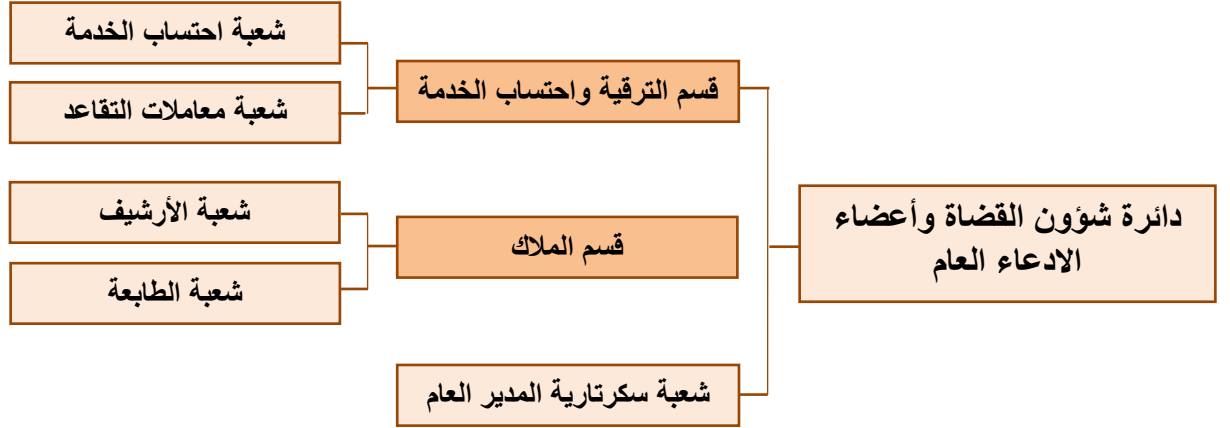 دائرة شؤون القضاة وأعضاء
الادعاء العام
قسم الترقية واحتساب الخدمة
شعبة احتساب الخدمة
شعبة معاملات التقاعد
قسم الملاك
شعبة الأرشيف
شعبة الطابعة
شعبة سكرتارية المدير العام